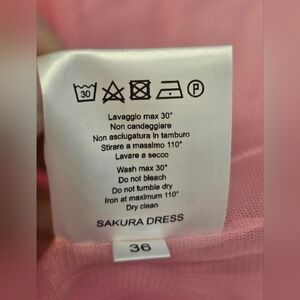 30 P
Lavaggio max 30°
Non candeggiare
Non asciugatura in tamburo
Stirare a massimo 110°
Lavare a secco
Wash max 30°
Do not bleach
Do not tumble dry
Iron at maximum 110°
Dry clean
SAKURA DRESS
36